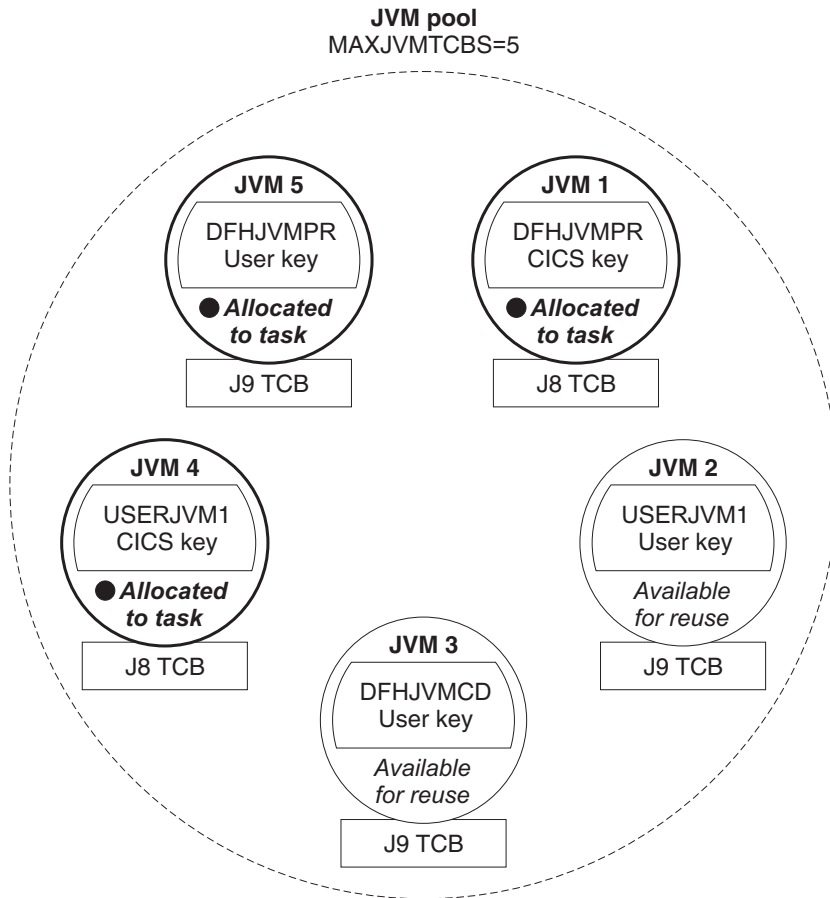 JVM pool
MAXJVMTCBS=5
JVM 5
DFHJVMPR
User key
Allocated
to task
J9 TCB
JVM 1
DFHJVMPR
CICS key
Allocated
to task
J8 TCB
JVM 4
USERJVM1
CICS key
Allocated
to task
J8 TCB
JVM 2
USERJVM1
User key
Available
for reuse
J9 TCB
JVM 3
DFHJVMCD
User key
Available
for reuse
J9 TCB